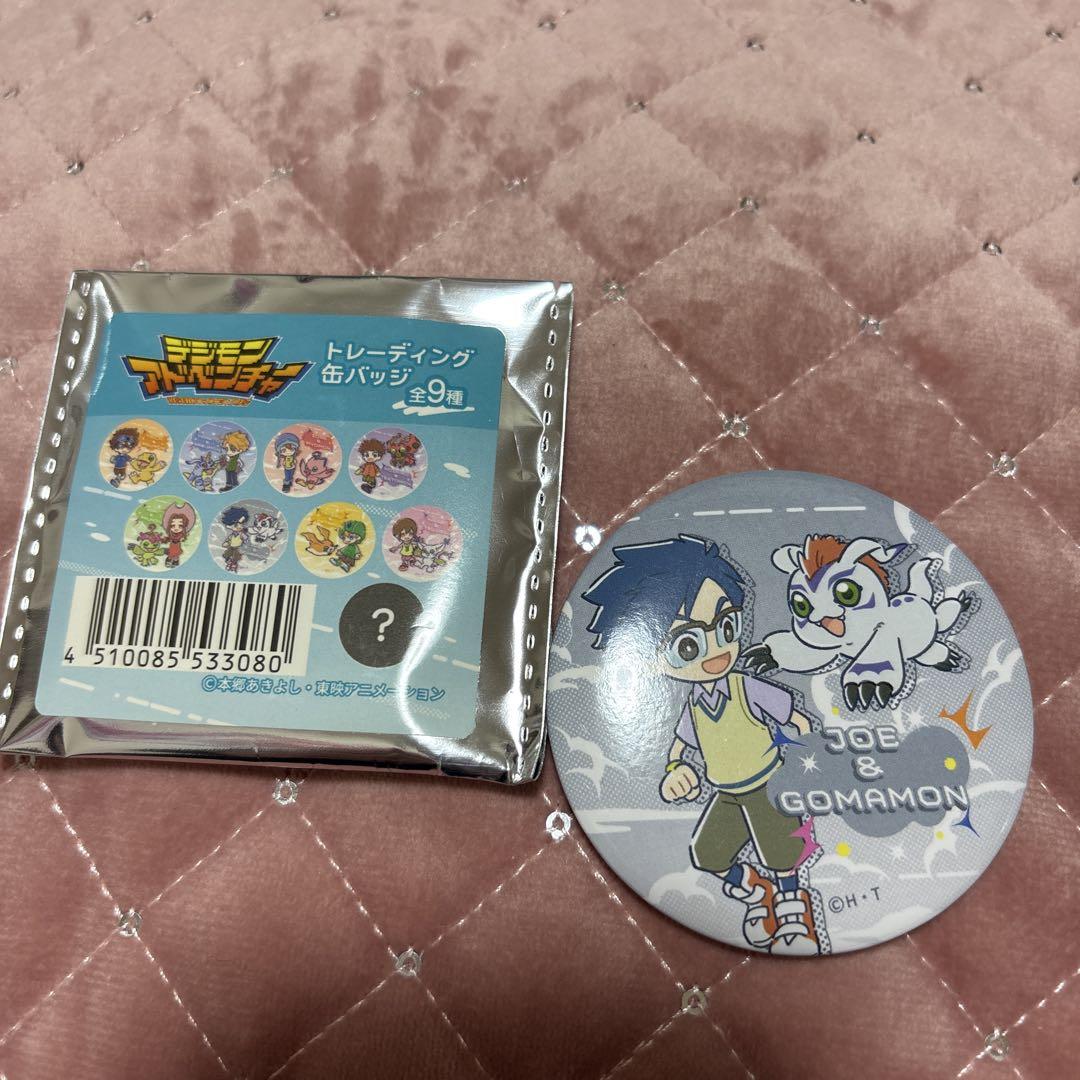 デジモン
アドベンチャー
トレーディング
缶バッジ
全9種
?
4 510085 533080
©本郷あきよし・東映アニメーション
JOE
&
GOMAMON
©H・T